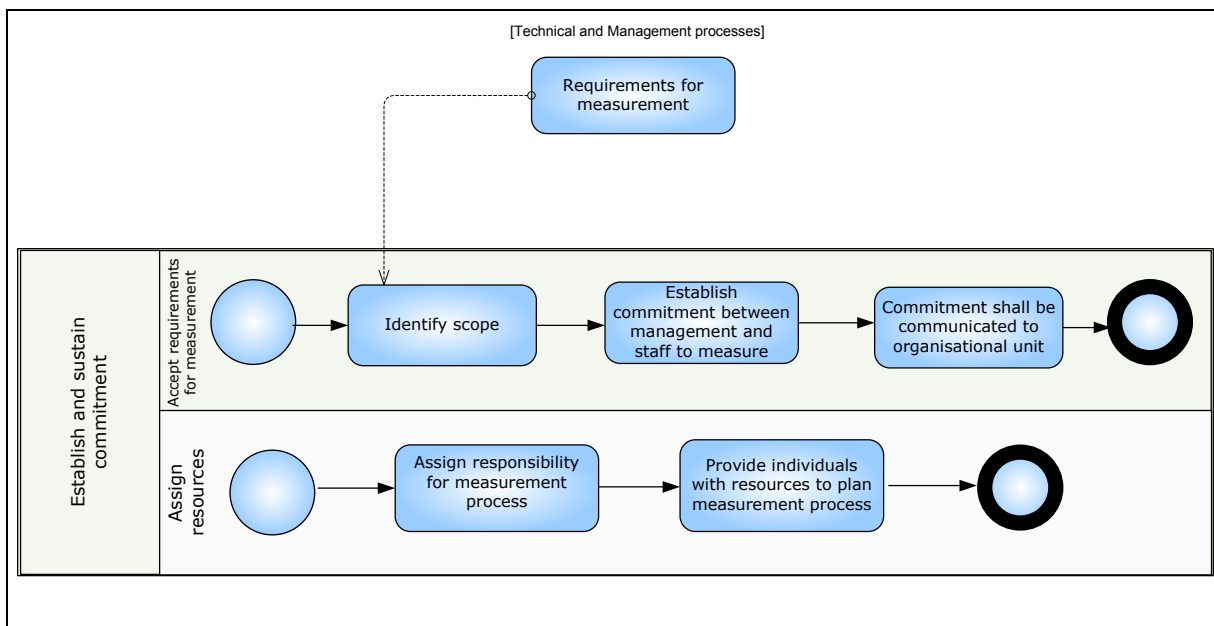 [Technical and Management processes]
Requirements for
measurement
Establish and sustain
commitment
Accept requirements
for measurement
Identify scope
Establish
commitment between
management and
staff to measure
Commitment shall be
communicated to
organisational unit
Assign
resources
Assign responsibility
for measurement
process
Provide individuals
with resources to plan
measurement process